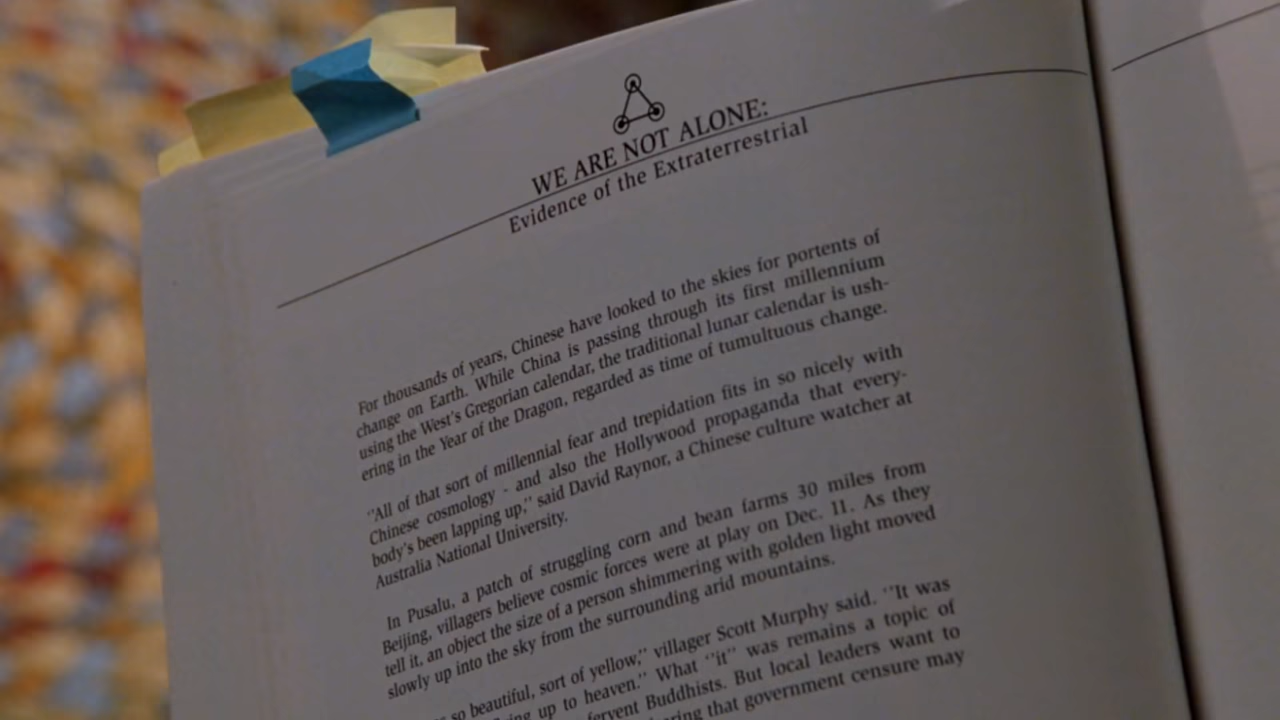 WE ARE NOT ALONE:
Evidence of the Extraterrestrial
For thousands of years, Chinese have looked to the skies for portents of
change on Earth. While China is passing through its first millennium
using the West's Gregorian calendar, the traditional lunar calendar is ush-
ering in the Year of the Dragon, regarded as time of tumultuous change.
"All of that sort of millennial fear and trepidation fits in so nicely with
Chinese cosmology - and also the Hollywood propaganda that every-
body's been lapping up," said David Raynor, a Chinese culture watcher at
Australia National University.
In Pusalu, a patch of struggling corn and bean farms 30 miles from
Beijing, villagers believe cosmic forces were at play on Dec. 11. As they
tell it, an object the size of a person shimmering with golden light moved
slowly up into the sky from the surrounding arid mountains.
so beautiful, sort of yellow," villager Scott Murphy said. "It was
up to heaven." What "it" was remains a topic of
fervent Buddhists. But local leaders want to
that government censure may